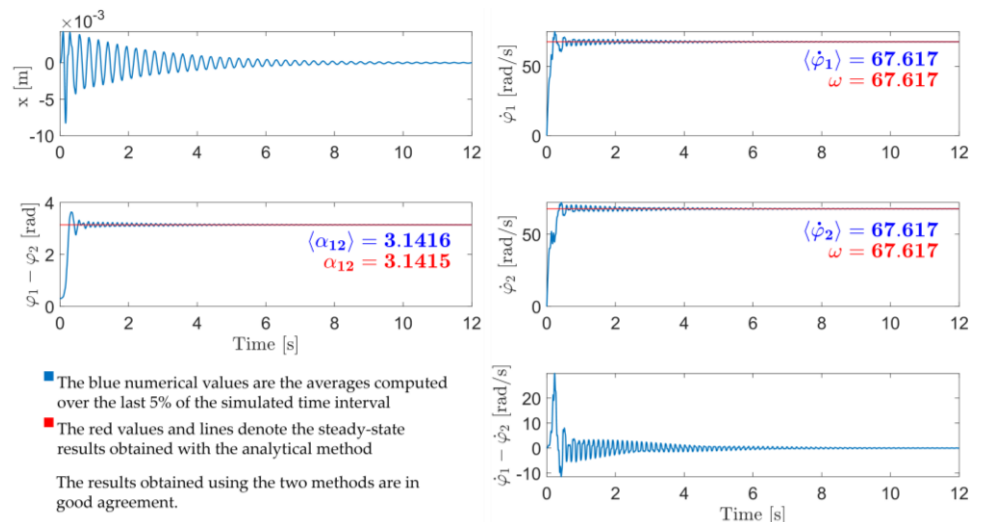 ×10⁻³
0
-5
-10
x [m]
0 2 4 6 8 10 12
4
2
0
φ₁ − φ₂ [rad]
⟨α₁₂⟩ = 3.1416
α₁₂ = 3.1415
0 2 4 6 8 10 12
Time [s]
The blue numerical values are the averages computed
over the last 5% of the simulated time interval
The red values and lines denote the steady-state
results obtained with the analytical method
The results obtained using the two methods are in
good agreement.
50
0
φ̇₁ [rad/s]
⟨φ̇₁⟩ = 67.617
ω = 67.617
0 2 4 6 8 10 12
50
0
φ̇₂ [rad/s]
⟨φ̇₂⟩ = 67.617
ω = 67.617
0 2 4 6 8 10 12
20
10
0
-10
φ̇₁ − φ̇₂ [rad/s]
0 2 4 6 8 10 12
Time [s]